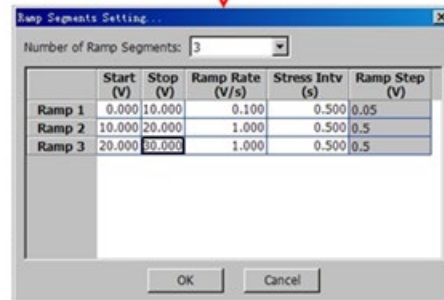 Ramp Segments Setting...
Number of Ramp Segments: 3
Start (V) Stop (V) Ramp Rate (V/s) Stress Intv (s) Ramp Step (V)
Ramp 1 0.000 10.000 0.100 0.500 0.05
Ramp 2 10.000 20.000 1.000 0.500 0.5
Ramp 3 20.000 30.000 1.000 0.500 0.5
OK Cancel